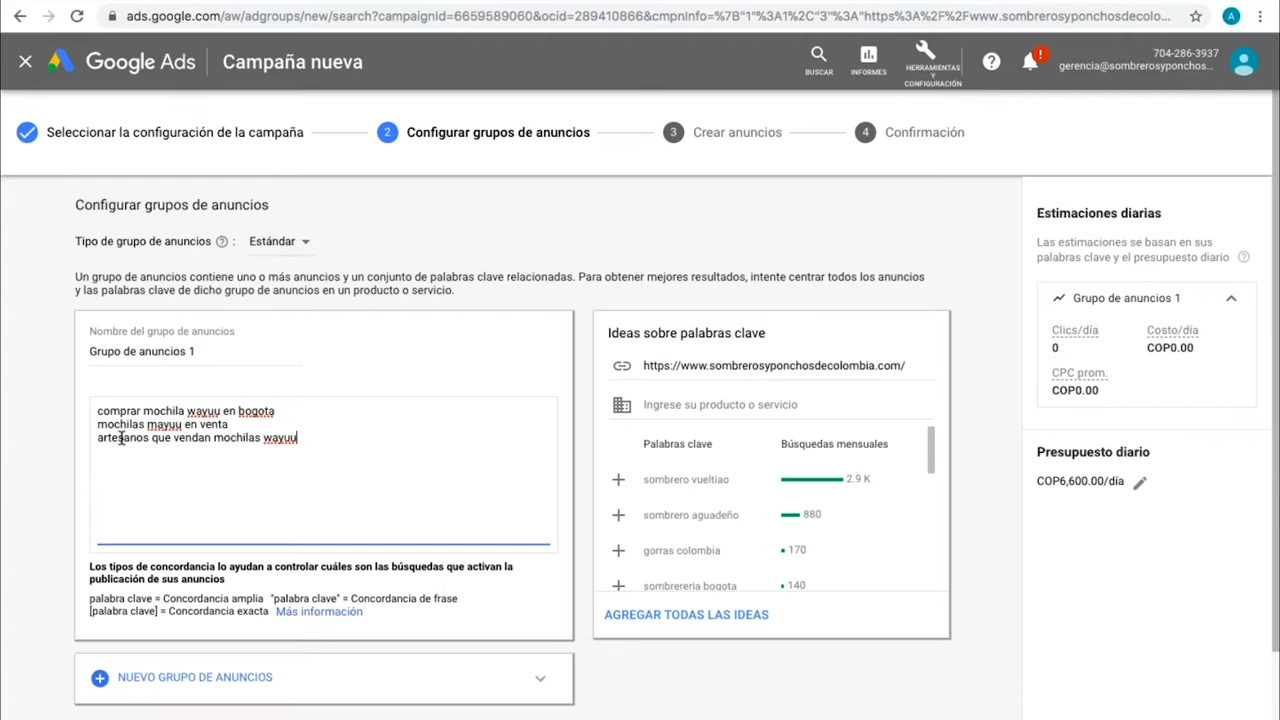 ads.google.com/aw/adgroups/new/search?campaignId=6659589060&ocid=289410866&cmpnInfo=%7B"1"%3A1%2C"3"%3A"https%3A%2F%2Fwww.sombrerosyponchosdecolo...
A
Google Ads
Campaña nueva
BUSCAR
INFORMES
HERRAMIENTAS
Y
CONFIGURACIÓN
!
704-286-3937
gerencia@sombrerosyponchos...
Seleccionar la configuración de la campaña
2 Configurar grupos de anuncios
3 Crear anuncios
4 Confirmación
Configurar grupos de anuncios
Tipo de grupo de anuncios ? : Estándar
Un grupo de anuncios contiene uno o más anuncios y un conjunto de palabras clave relacionadas. Para obtener mejores resultados, intente centrar todos los anuncios
y las palabras clave de dicho grupo de anuncios en un producto o servicio.
Nombre del grupo de anuncios
Grupo de anuncios 1
comprar mochila wayuu en bogota
mochilas mayuu en venta
artesanos que vendan mochilas wayuu
Los tipos de concordancia lo ayudan a controlar cuáles son las búsquedas que activan la
publicación de sus anuncios
palabra clave = Concordancia amplia "palabra clave" = Concordancia de frase
[palabra clave] = Concordancia exacta Más información
NUEVO GRUPO DE ANUNCIOS
Ideas sobre palabras clave
https://www.sombrerosyponchosdecolombia.com/
Ingrese su producto o servicio
Palabras clave Búsquedas mensuales
sombrero vueltiao 2.9 K
sombrero aguadeño 880
gorras colombia 170
sombrereria bogota 140
AGREGAR TODAS LAS IDEAS
Estimaciones diarias
Las estimaciones se basan en sus
palabras clave y el presupuesto diario ?
Grupo de anuncios 1
Clics/día Costo/día
0 COP0.00
CPC prom.
COP0.00
Presupuesto diario
COP6,600.00/día